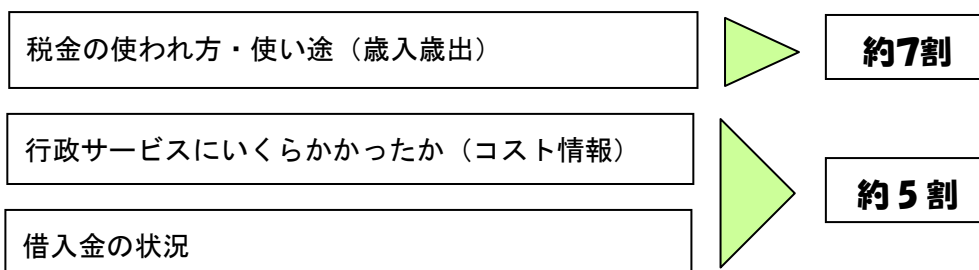 税金の使われ方・使い途（歳入歳出）
約7割
行政サービスにいくらかかったか（コスト情報）
約５割
借入金の状況